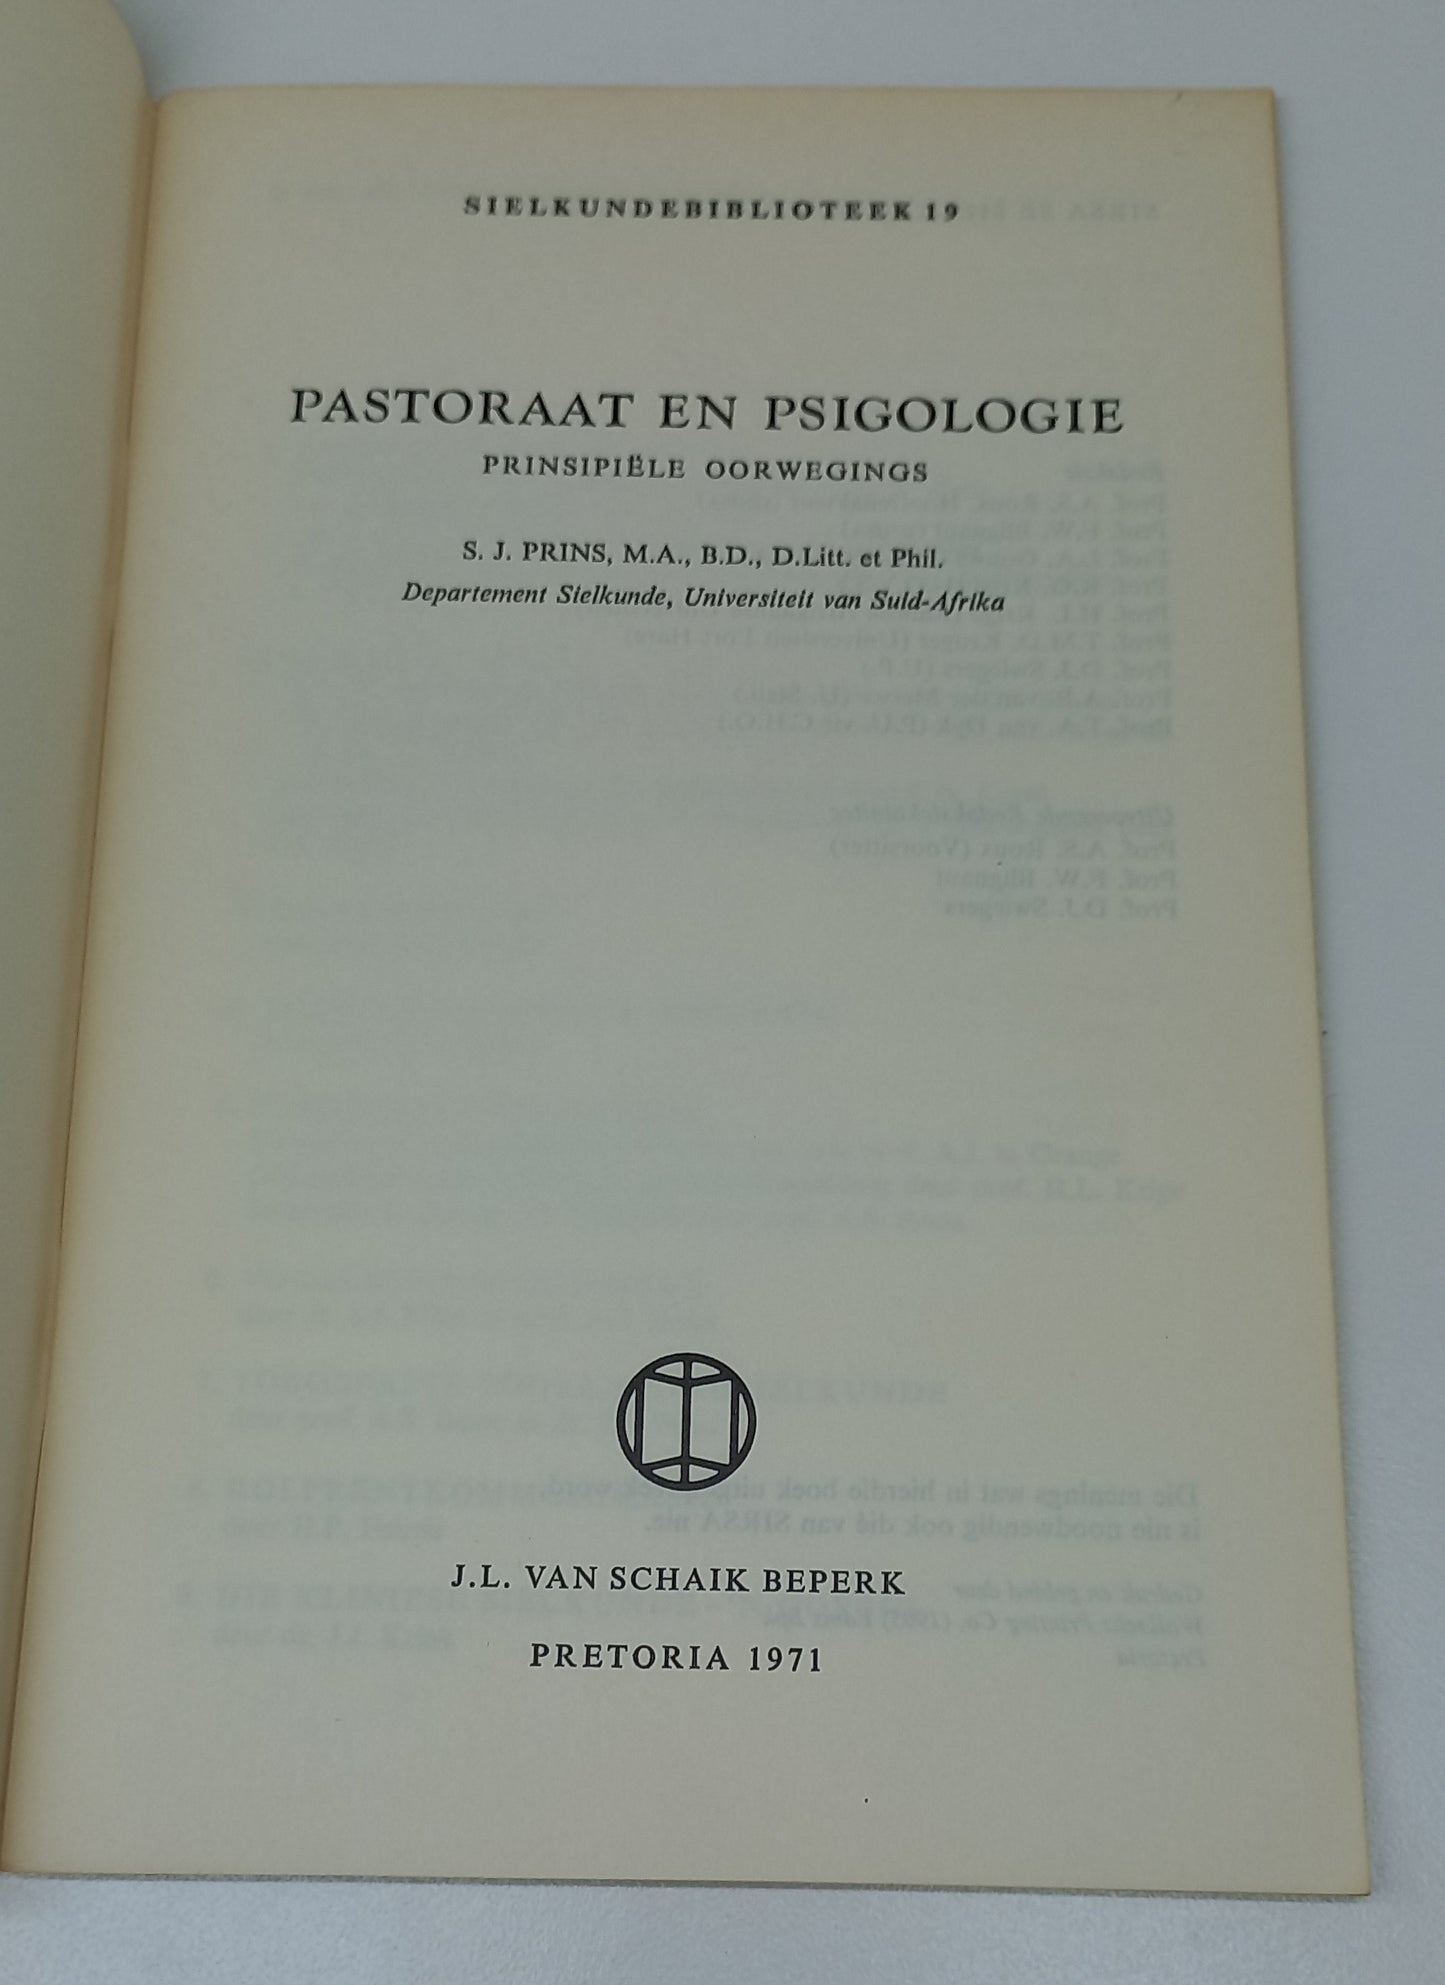 SIELKUNDEBIBLIOTEEK 19
PASTORAAT EN PSIGOLOGIE
PRINSIPIËLE OORWEGINGS
S. J. PRINS, M.A., B.D., D.Litt. et Phil.
Departement Sielkunde, Universiteit van Suid-Afrika
J.L. VAN SCHAIK BEPERK
PRETORIA 1971